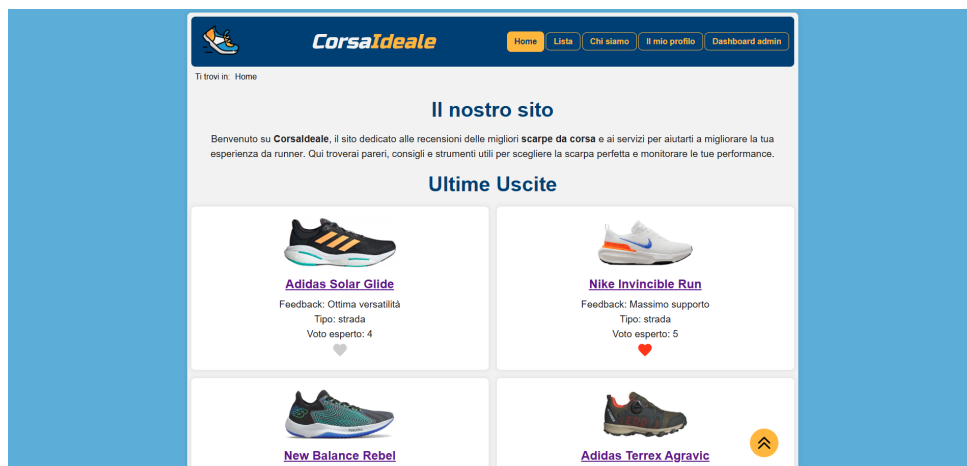 CorsaIdeale
Home
Lista
Chi siamo
Il mio profilo
Dashboard admin
Ti trovi in: Home
Il nostro sito
Benvenuto su CorsaIdeale, il sito dedicato alle recensioni delle migliori scarpe da corsa e ai servizi per aiutarti a migliorare la tua
esperienza da runner. Qui troverai pareri, consigli e strumenti utili per scegliere la scarpa perfetta e monitorare le tue performance.
Ultime Uscite
Adidas Solar Glide
Feedback: Ottima versatilità
Tipo: strada
Voto esperto: 4
Nike Invincible Run
Feedback: Massimo supporto
Tipo: strada
Voto esperto: 5
New Balance Rebel
Adidas Terrex Agravic